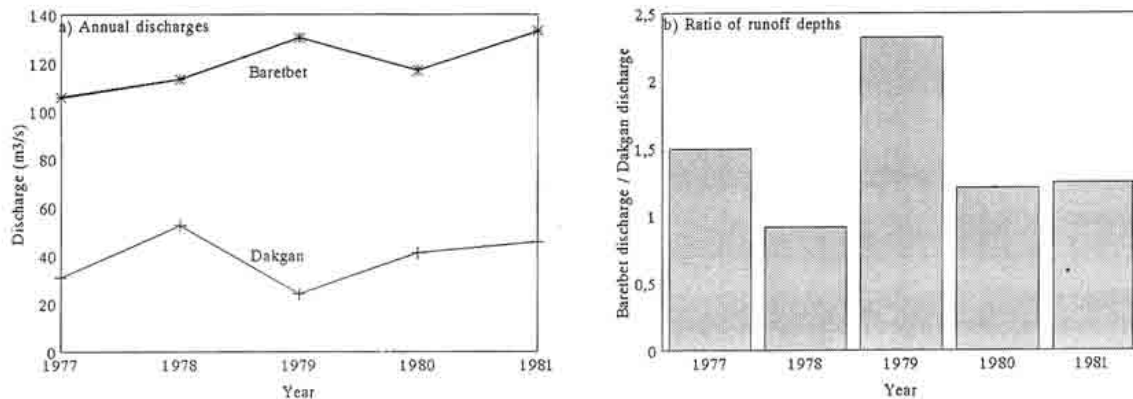 a) Annual discharges
140
120
100
80
60
40
20
0
Discharge (m3/s)
Baretbet
Dakgan
1977 1978 1979 1980 1981
Year
b) Ratio of runoff depths
2,5
2
1,5
1
0,5
0
Baretbet discharge / Dakgan discharge
1977 1978 1979 1980 1981
Year